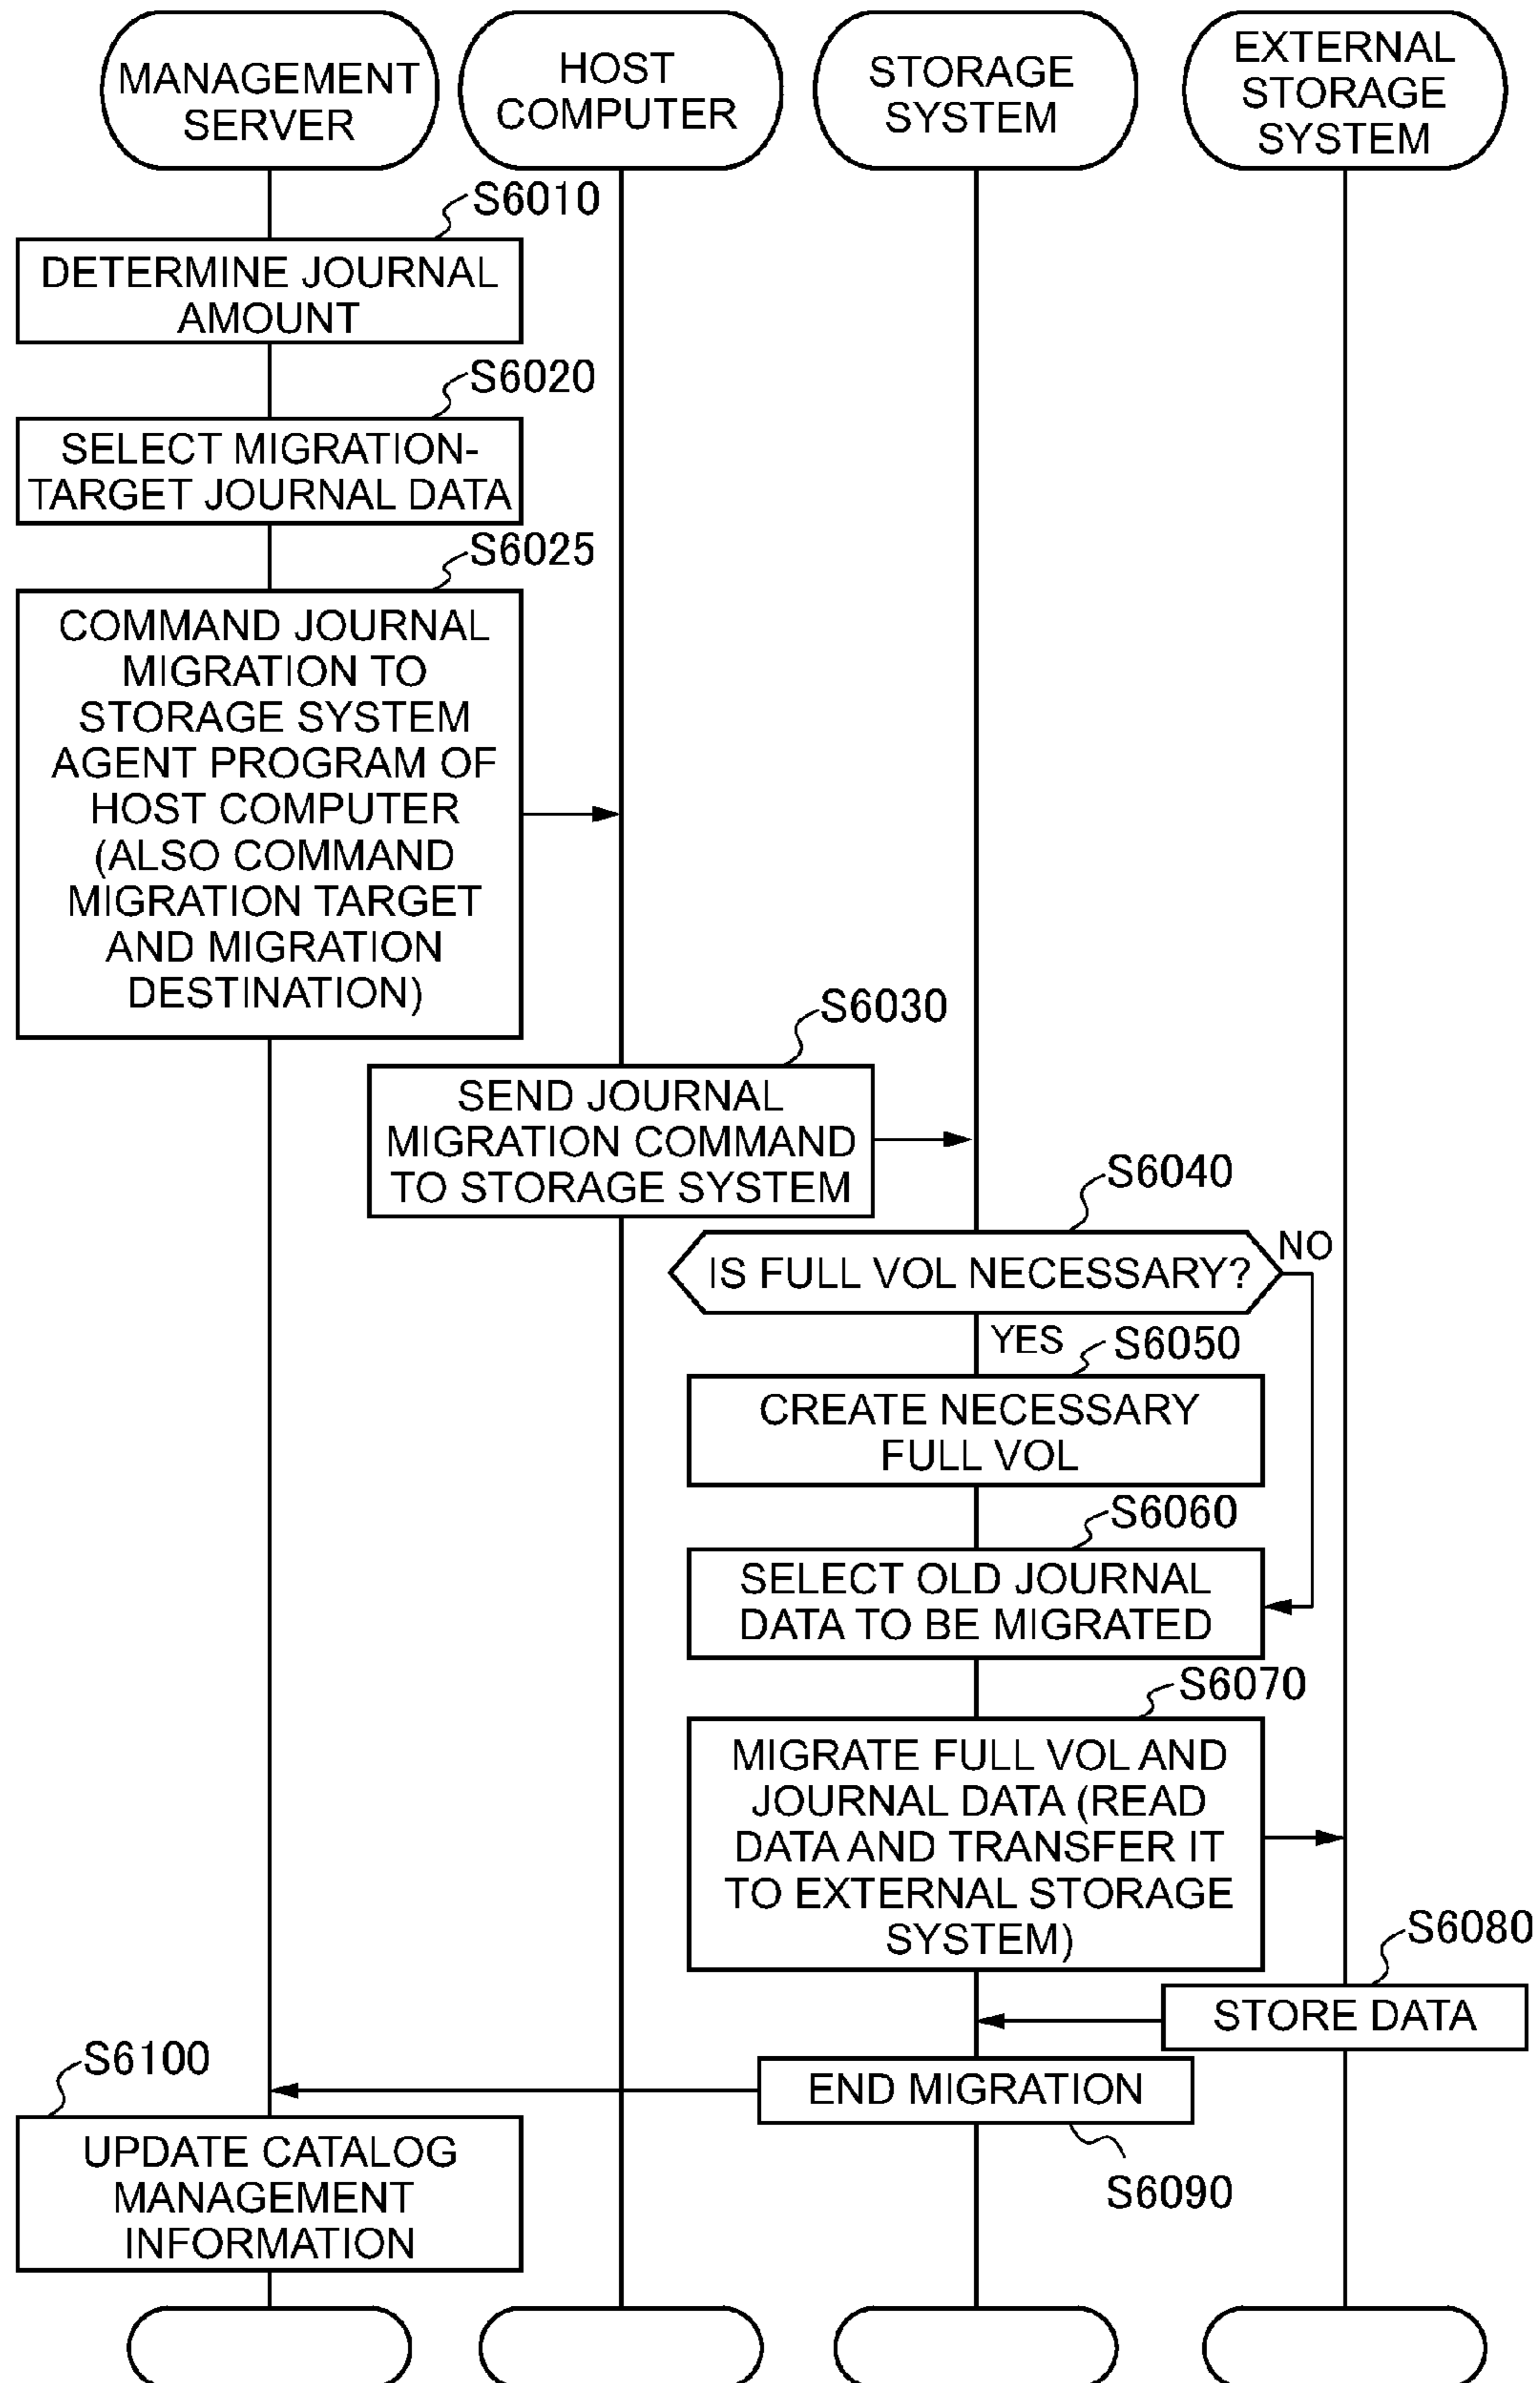 MANAGEMENT
SERVER
HOST
COMPUTER
STORAGE
SYSTEM
EXTERNAL
STORAGE
SYSTEM
S6010
DETERMINE JOURNAL
AMOUNT
S6020
SELECT MIGRATION-
TARGET JOURNAL DATA
S6025
COMMAND JOURNAL
MIGRATION TO
STORAGE SYSTEM
AGENT PROGRAM OF
HOST COMPUTER
(ALSO COMMAND
MIGRATION TARGET
AND MIGRATION
DESTINATION)
S6030
SEND JOURNAL
MIGRATION COMMAND
TO STORAGE SYSTEM
S6040
IS FULL VOL NECESSARY?
NO
YES
S6050
CREATE NECESSARY
FULL VOL
S6060
SELECT OLD JOURNAL
DATA TO BE MIGRATED
S6070
MIGRATE FULL VOL AND
JOURNAL DATA (READ
DATA AND TRANSFER IT
TO EXTERNAL STORAGE
SYSTEM)
S6080
STORE DATA
END MIGRATION
S6090
S6100
UPDATE CATALOG
MANAGEMENT
INFORMATION